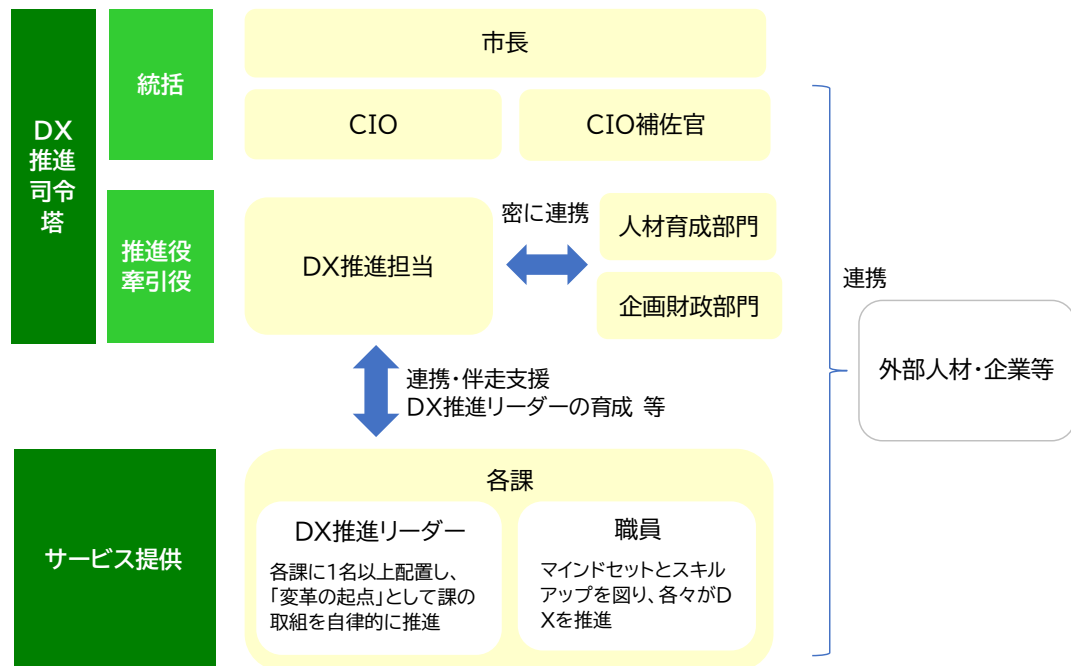 DX
推進
司令
塔
統括
市長
CIO
CIO補佐官
推進役
牽引役
DX推進担当
密に連携
人材育成部門
企画財政部門
連携
外部人材・企業等
連携・伴走支援
DX推進リーダーの育成 等
サービス提供
各課
DX推進リーダー
各課に1名以上配置し、
「変革の起点」として課の
取組を自律的に推進
職員
マインドセットとスキル
アップを図り、各々がD
Xを推進